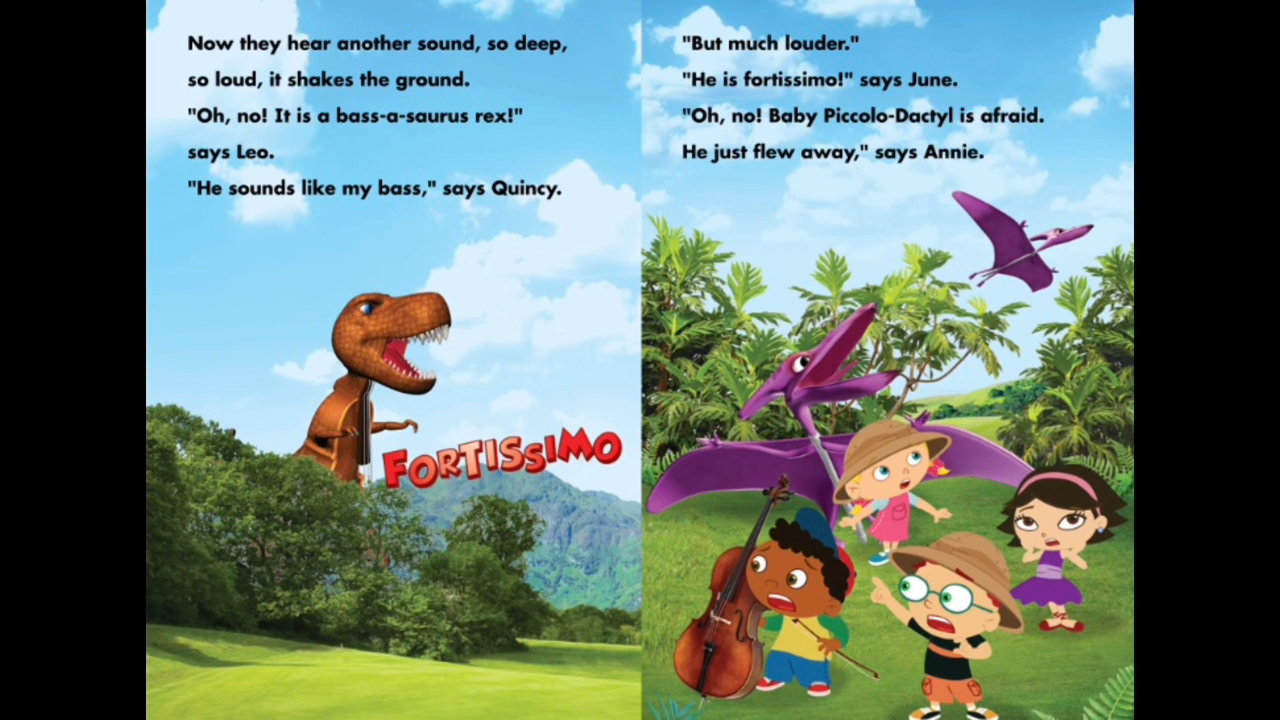 Now they hear another sound, so deep,
so loud, it shakes the ground.
"Oh, no! It is a bass-a-saurus rex!"
says Leo.
"He sounds like my bass," says Quincy.
FORTISSIMO
"But much louder."
"He is fortissimo!" says June.
"Oh, no! Baby Piccolo-Dactyl is afraid.
He just flew away," says Annie.